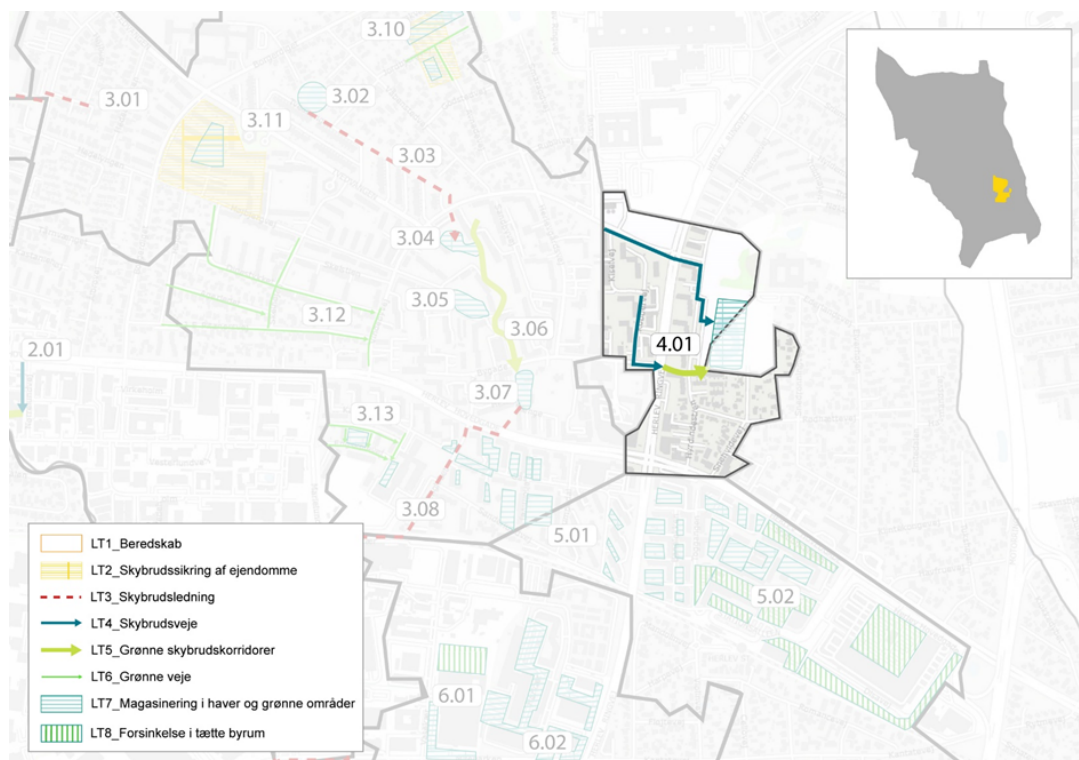 3.10
3.01
3.02
3.11
3.03
3.04
3.05
3.12
3.06
4.01
2.01
3.07
3.13
3.08
5.01
5.02
6.01
6.02
LT1_Beredskab
LT2_Skybrudssikring af ejendomme
LT3_Skybrudsledning
LT4_Skybrudsveje
LT5_Grønne skybrudskorridorer
LT6_Grønne veje
LT7_Magasinering i haver og grønne områder
LT8_Forsinkelse i tætte byrum